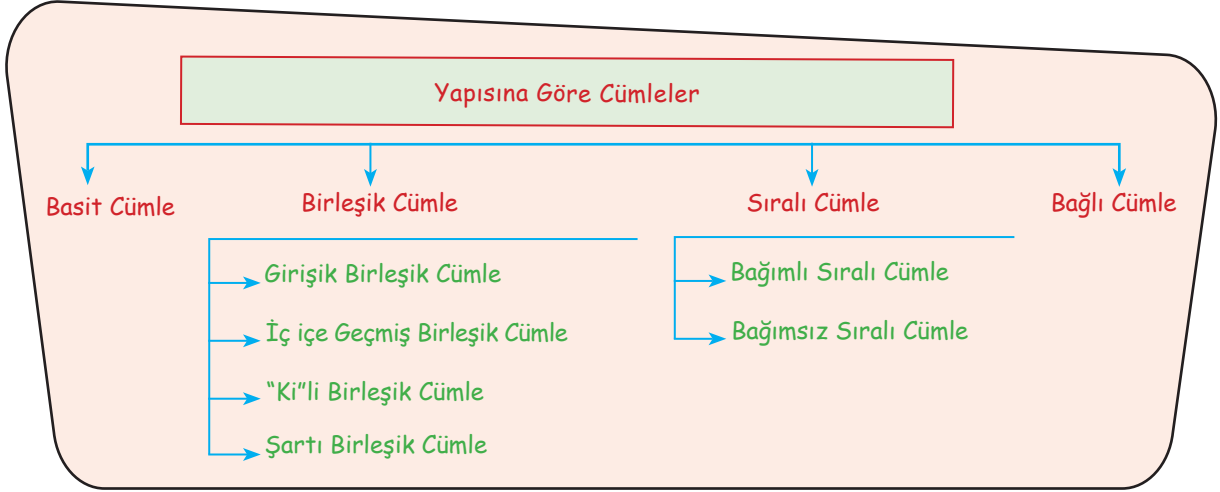 Yapısına Göre Cümleler
Basit Cümle
Birleşik Cümle
Girişik Birleşik Cümle
İç içe Geçmiş Birleşik Cümle
“Ki”li Birleşik Cümle
Şartı Birleşik Cümle
Sıralı Cümle
Bağımlı Sıralı Cümle
Bağımsız Sıralı Cümle
Bağlı Cümle